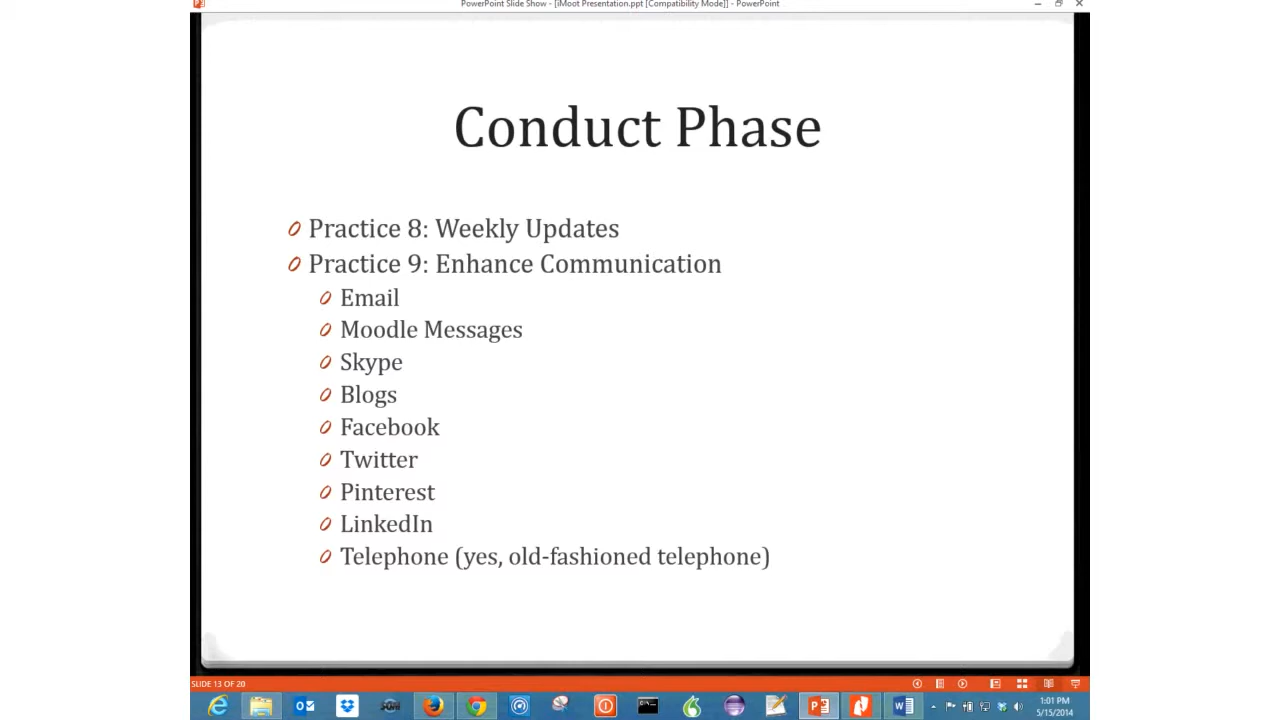 PowerPoint Slide Show - [iMoot Presentation.ppt [Compatibility Mode]] - PowerPoint
Conduct Phase
Practice 8: Weekly Updates
Practice 9: Enhance Communication
Email
Moodle Messages
Skype
Blogs
Facebook
Twitter
Pinterest
LinkedIn
Telephone (yes, old-fashioned telephone)
SLIDE 13 OF 20
1:01 PM
5/15/2014